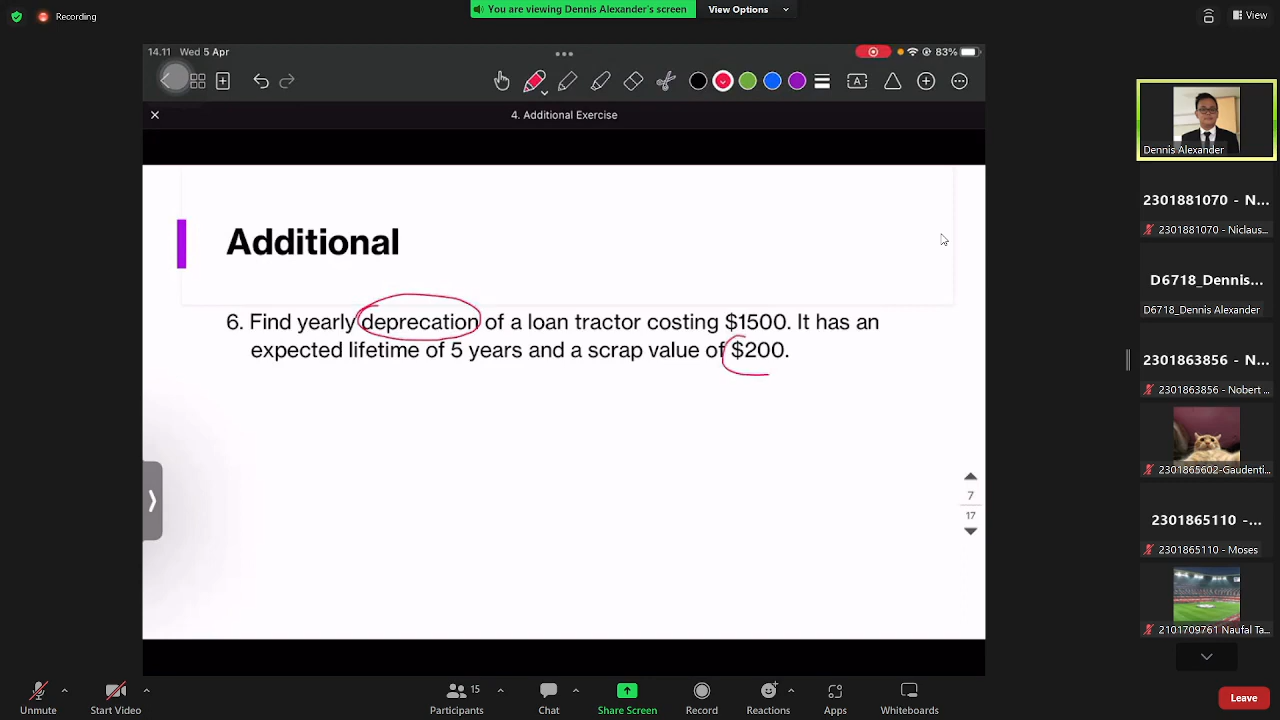 You are viewing Dennis Alexander's screen
View Options
Recording
View
14.11 Wed 5 Apr
83%
A
4. Additional Exercise
Additional
6. Find yearly deprecation of a loan tractor costing $1500. It has an
expected lifetime of 5 years and a scrap value of $200.
7
17
Dennis Alexander
2301881070 - N...
2301881070 - Niclaus...
D6718_Dennis...
D6718_Dennis Alexander
2301863856 - N...
2301863856 - Nobert ...
2301865602-Gaudenti...
2301865110 -...
2301865110 - Moses
2101709761 Naufal Ta...
Unmute
Start Video
15
Participants
Chat
Share Screen
Record
Reactions
Apps
Whiteboards
Leave